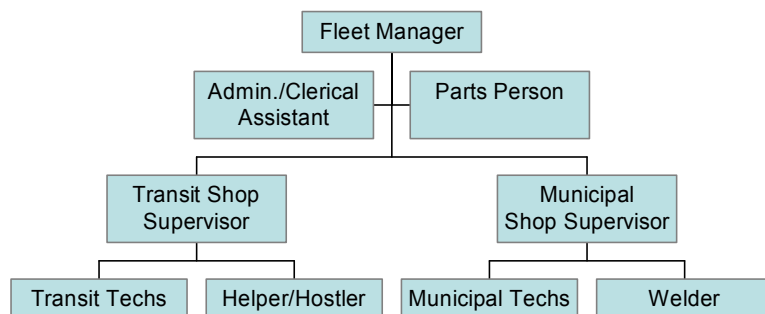 Fleet Manager
Admin./Clerical
Assistant
Parts Person
Transit Shop
Supervisor
Municipal
Shop Supervisor
Transit Techs
Helper/Hostler
Municipal Techs
Welder